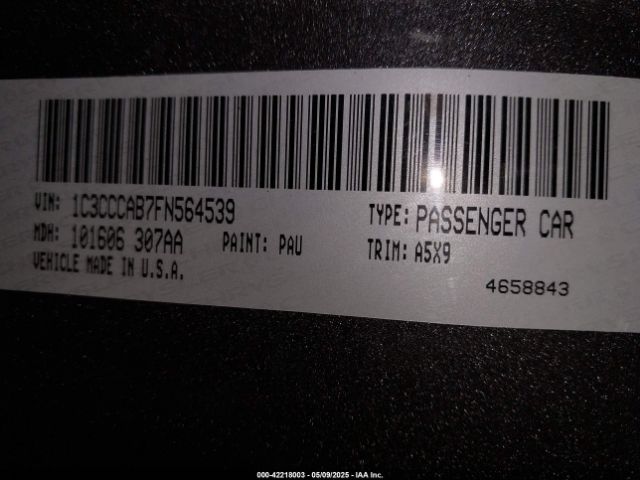 VIN: 1C3CCCAB7FN564539 TYPE: PASSENGER CAR
MDH: 101606 307AA PAINT: PAU TRIM: A5X9
VEHICLE MADE IN U.S.A.
4658843
000-42218003 - 05/09/2025 - IAA Inc.